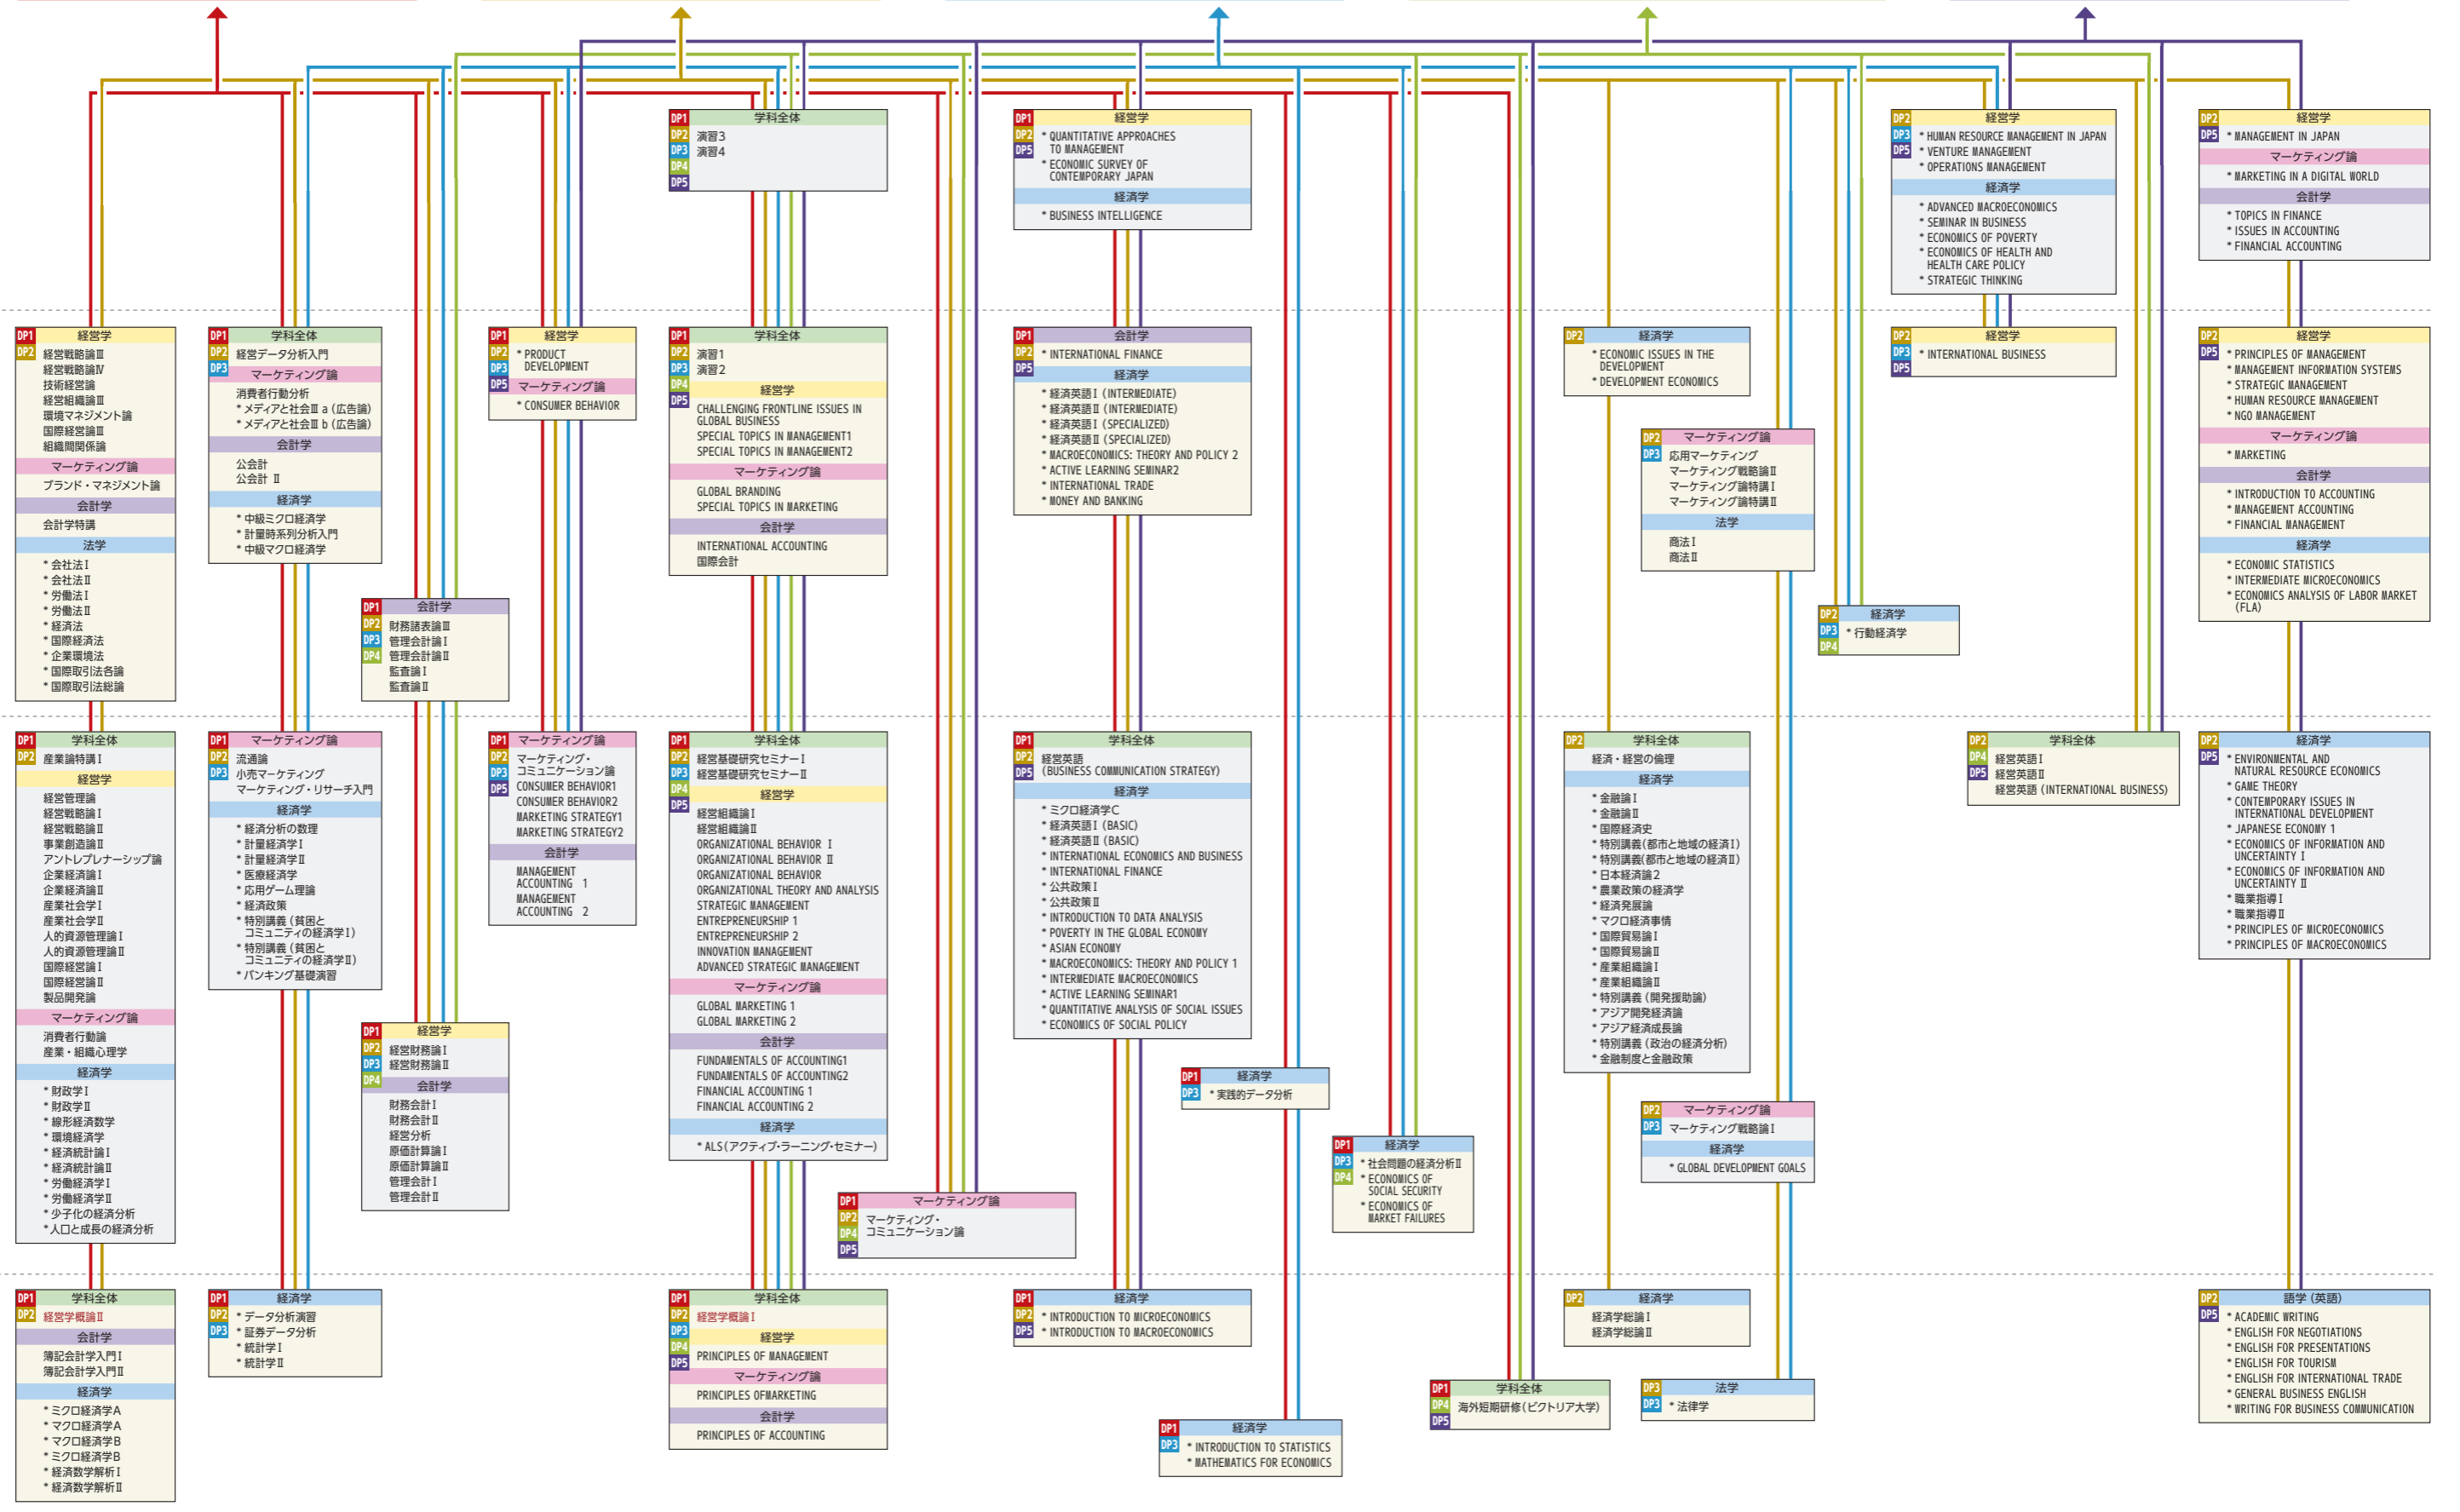 DP1
DP2
DP3
DP4
DP5
学科全体
演習3
演習4
DP1
DP2
DP5
経営学
* QUANTITATIVE APPROACHES
TO MANAGEMENT
* ECONOMIC SURVEY OF
CONTEMPORARY JAPAN
経済学
* BUSINESS INTELLIGENCE
DP2
DP3
DP5
経営学
* HUMAN RESOURCE MANAGEMENT IN JAPAN
* VENTURE MANAGEMENT
* OPERATIONS MANAGEMENT
経済学
* ADVANCED MACROECONOMICS
* SEMINAR IN BUSINESS
* ECONOMICS OF POVERTY
* ECONOMICS OF HEALTH AND
HEALTH CARE POLICY
* STRATEGIC THINKING
DP2
DP5
経営学
* MANAGEMENT IN JAPAN
マーケティング論
* MARKETING IN A DIGITAL WORLD
会計学
* TOPICS IN FINANCE
* ISSUES IN ACCOUNTING
* FINANCIAL ACCOUNTING
DP1
DP2
経営学
経営戦略論Ⅲ
経営戦略論Ⅳ
技術経営論
経営組織論Ⅲ
環境マネジメント論
国際経営論Ⅲ
組織間関係論
マーケティング論
ブランド・マネジメント論
会計学
会計学特講
法学
* 会社法Ⅰ
* 会社法Ⅱ
* 労働法Ⅰ
* 労働法Ⅱ
* 経済法
* 国際経済法
* 企業環境法
* 国際取引法各論
* 国際取引法総論
DP1
DP2
DP3
学科全体
経営データ分析入門
マーケティング論
消費者行動分析
* メディアと社会Ⅲ a (広告論)
* メディアと社会Ⅲ b (広告論)
会計学
公会計
公会計 Ⅱ
経済学
* 中級ミクロ経済学
* 計量時系列分析入門
* 中級マクロ経済学
DP1
DP2
DP3
DP4
会計学
財務諸表論Ⅲ
管理会計論Ⅰ
管理会計論Ⅱ
監査論Ⅰ
監査論Ⅱ
DP1
DP2
DP3
DP5
経営学
* PRODUCT
DEVELOPMENT
マーケティング論
* CONSUMER BEHAVIOR
DP1
DP2
DP3
DP4
DP5
学科全体
演習1
演習2
経営学
CHALLENGING FRONTLINE ISSUES IN
GLOBAL BUSINESS
SPECIAL TOPICS IN MANAGEMENT1
SPECIAL TOPICS IN MANAGEMENT2
マーケティング論
GLOBAL BRANDING
SPECIAL TOPICS IN MARKETING
会計学
INTERNATIONAL ACCOUNTING
国際会計
DP1
DP2
DP5
会計学
* INTERNATIONAL FINANCE
経済学
* 経済英語Ⅰ (INTERMEDIATE)
* 経済英語Ⅱ (INTERMEDIATE)
* 経済英語Ⅰ (SPECIALIZED)
* 経済英語Ⅱ (SPECIALIZED)
* MACROECONOMICS: THEORY AND POLICY 2
* ACTIVE LEARNING SEMINAR2
* INTERNATIONAL TRADE
* MONEY AND BANKING
DP2
経済学
* ECONOMIC ISSUES IN THE
DEVELOPMENT
* DEVELOPMENT ECONOMICS
DP2
DP3
マーケティング論
応用マーケティング
マーケティング戦略論Ⅱ
マーケティング論特講Ⅰ
マーケティング論特講Ⅱ
法学
商法Ⅰ
商法Ⅱ
DP2
DP3
DP4
経済学
* 行動経済学
DP2
DP3
DP5
経営学
* INTERNATIONAL BUSINESS
DP2
DP5
経営学
* PRINCIPLES OF MANAGEMENT
* MANAGEMENT INFORMATION SYSTEMS
* STRATEGIC MANAGEMENT
* HUMAN RESOURCE MANAGEMENT
* NGO MANAGEMENT
マーケティング論
* MARKETING
会計学
* INTRODUCTION TO ACCOUNTING
* MANAGEMENT ACCOUNTING
* FINANCIAL MANAGEMENT
経済学
* ECONOMIC STATISTICS
* INTERMEDIATE MICROECONOMICS
* ECONOMICS ANALYSIS OF LABOR MARKET
(FLA)
DP1
DP2
学科全体
産業論特講Ⅰ
経営学
経営管理論
経営戦略論Ⅰ
経営戦略論Ⅱ
事業創造論Ⅱ
アントレプレナーシップ論
企業経済論Ⅰ
企業経済論Ⅱ
産業社会学Ⅰ
産業社会学Ⅱ
人的資源管理論Ⅰ
人的資源管理論Ⅱ
国際経営論Ⅰ
国際経営論Ⅱ
製品開発論
マーケティング論
消費者行動論
産業・組織心理学
経済学
* 財政学Ⅰ
* 財政学Ⅱ
* 線形経済数学
* 環境経済学
* 経済統計論Ⅰ
* 経済統計論Ⅱ
* 労働経済学Ⅰ
* 労働経済学Ⅱ
* 少子化の経済分析
* 人口と成長の経済分析
DP1
DP2
DP3
マーケティング論
流通論
小売マーケティング
マーケティング・リサーチ入門
経済学
* 経済分析の数理
* 計量経済学Ⅰ
* 計量経済学Ⅱ
* 医療経済学
* 応用ゲーム理論
* 経済政策
* 特別講義 (貧困と
コミュニティの経済学Ⅰ)
* 特別講義 (貧困と
コミュニティの経済学Ⅱ)
* バンキング基礎演習
DP1
DP2
DP3
DP4
経営学
経営財務論Ⅰ
経営財務論Ⅱ
会計学
財務会計Ⅰ
財務会計Ⅱ
経営分析
原価計算論Ⅰ
原価計算論Ⅱ
管理会計Ⅰ
管理会計Ⅱ
DP1
DP2
DP3
DP5
マーケティング論
マーケティング・
コミュニケーション論
CONSUMER BEHAVIOR1
CONSUMER BEHAVIOR2
MARKETING STRATEGY1
MARKETING STRATEGY2
会計学
MANAGEMENT
ACCOUNTING 1
MANAGEMENT
ACCOUNTING 2
DP1
DP2
DP3
DP4
DP5
学科全体
経営基礎研究セミナーⅠ
経営基礎研究セミナーⅡ
経営学
経営組織論Ⅰ
経営組織論Ⅱ
ORGANIZATIONAL BEHAVIOR Ⅰ
ORGANIZATIONAL BEHAVIOR Ⅱ
ORGANIZATIONAL BEHAVIOR
ORGANIZATIONAL THEORY AND ANALYSIS
STRATEGIC MANAGEMENT
ENTREPRENEURSHIP 1
ENTREPRENEURSHIP 2
INNOVATION MANAGEMENT
ADVANCED STRATEGIC MANAGEMENT
マーケティング論
GLOBAL MARKETING 1
GLOBAL MARKETING 2
会計学
FUNDAMENTALS OF ACCOUNTING1
FUNDAMENTALS OF ACCOUNTING2
FINANCIAL ACCOUNTING 1
FINANCIAL ACCOUNTING 2
経済学
* ALS(アクティブ・ラーニング・セミナー)
DP1
DP2
DP4
DP5
マーケティング論
マーケティング・
コミュニケーション論
DP1
DP2
DP5
学科全体
経営英語
(BUSINESS COMMUNICATION STRATEGY)
経済学
* ミクロ経済学C
* 経済英語Ⅰ (BASIC)
* 経済英語Ⅱ (BASIC)
* INTERNATIONAL ECONOMICS AND BUSINESS
* INTERNATIONAL FINANCE
* 公共政策Ⅰ
* 公共政策Ⅱ
* INTRODUCTION TO DATA ANALYSIS
* POVERTY IN THE GLOBAL ECONOMY
* ASIAN ECONOMY
* MACROECONOMICS: THEORY AND POLICY 1
* INTERMEDIATE MACROECONOMICS
* ACTIVE LEARNING SEMINAR1
* QUANTITATIVE ANALYSIS OF SOCIAL ISSUES
* ECONOMICS OF SOCIAL POLICY
DP1
DP3
経済学
* 実践的データ分析
DP1
DP3
DP4
経済学
* 社会問題の経済分析Ⅱ
* ECONOMICS OF
SOCIAL SECURITY
* ECONOMICS OF
MARKET FAILURES
DP2
学科全体
経済・経営の倫理
経済学
* 金融論Ⅰ
* 金融論Ⅱ
* 国際経済史
* 特別講義(都市と地域の経済Ⅰ)
* 特別講義(都市と地域の経済Ⅱ)
* 日本経済論2
* 農業政策の経済学
* 経済発展論
* マクロ経済事情
* 国際貿易論Ⅰ
* 国際貿易論Ⅱ
* 産業組織論Ⅰ
* 産業組織論Ⅱ
* 特別講義 (開発援助論)
* アジア開発経済論
* アジア経済成長論
* 特別講義 (政治の経済分析)
* 金融制度と金融政策
DP2
DP3
マーケティング論
マーケティング戦略論Ⅰ
経済学
* GLOBAL DEVELOPMENT GOALS
DP2
DP4
DP5
学科全体
経営英語Ⅰ
経営英語Ⅱ
経営英語 (INTERNATIONAL BUSINESS)
DP2
DP5
経済学
* ENVIRONMENTAL AND
NATURAL RESOURCE ECONOMICS
* GAME THEORY
* CONTEMPORARY ISSUES IN
INTERNATIONAL DEVELOPMENT
* JAPANESE ECONOMY 1
* ECONOMICS OF INFORMATION AND
UNCERTAINTY Ⅰ
* ECONOMICS OF INFORMATION AND
UNCERTAINTY Ⅱ
* 職業指導Ⅰ
* 職業指導Ⅱ
* PRINCIPLES OF MICROECONOMICS
* PRINCIPLES OF MACROECONOMICS
DP1
DP2
学科全体
経営学概論Ⅱ
会計学
簿記会計学入門Ⅰ
簿記会計学入門Ⅱ
経済学
* ミクロ経済学A
* マクロ経済学A
* マクロ経済学B
* ミクロ経済学B
* 経済数学解析Ⅰ
* 経済数学解析Ⅱ
DP1
DP2
DP3
経済学
* データ分析演習
* 証券データ分析
* 統計学Ⅰ
* 統計学Ⅱ
DP1
DP2
DP3
DP4
DP5
学科全体
経営学概論Ⅰ
経営学
PRINCIPLES OF MANAGEMENT
マーケティング論
PRINCIPLES OFMARKETING
会計学
PRINCIPLES OF ACCOUNTING
DP1
DP2
DP5
経済学
* INTRODUCTION TO MICROECONOMICS
* INTRODUCTION TO MACROECONOMICS
DP1
DP3
経済学
* INTRODUCTION TO STATISTICS
* MATHEMATICS FOR ECONOMICS
DP1
DP4
DP5
学科全体
海外短期研修(ビクトリア大学)
DP2
経済学
経済学総論Ⅰ
経済学総論Ⅱ
DP3
DP3
法学
* 法律学
DP2
DP5
語学 (英語)
* ACADEMIC WRITING
* ENGLISH FOR NEGOTIATIONS
* ENGLISH FOR PRESENTATIONS
* ENGLISH FOR TOURISM
* ENGLISH FOR INTERNATIONAL TRADE
* GENERAL BUSINESS ENGLISH
* WRITING FOR BUSINESS COMMUNICATION